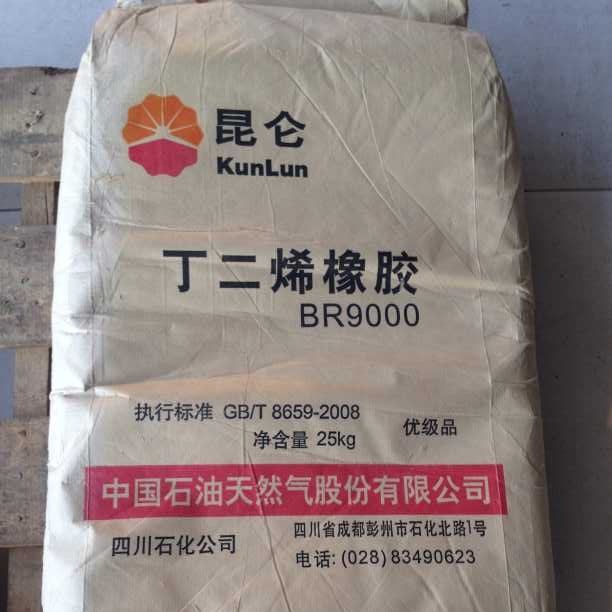 昆仑
KunLun
丁二烯橡胶
BR9000
执行标准 GB/T 8659-2008
净含量 25kg 优级品
中国石油天然气股份有限公司
四川石化公司
四川省成都彭州市石化北路1号
电话: (028) 83490623